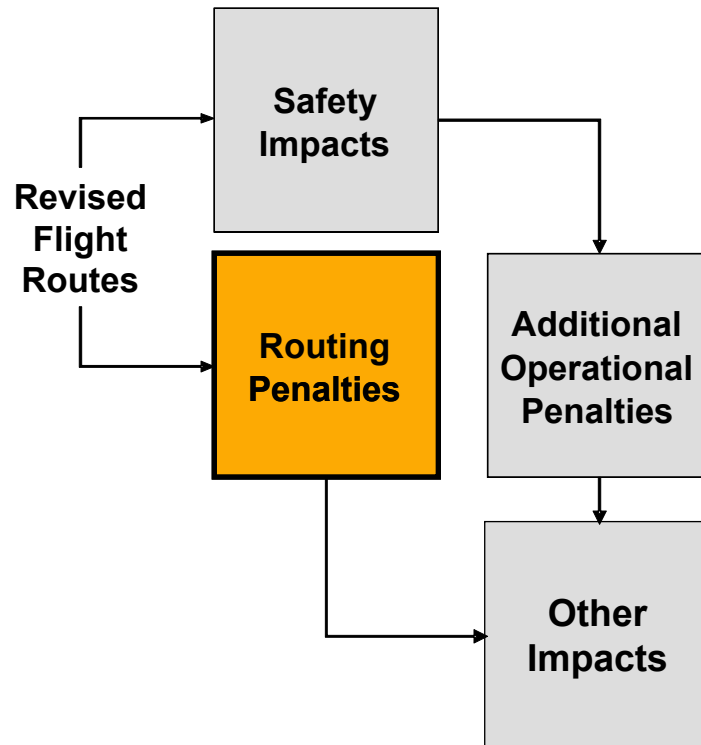 Safety
Impacts
Revised
Flight
Routes
Routing
Penalties
Additional
Operational
Penalties
Other
Impacts